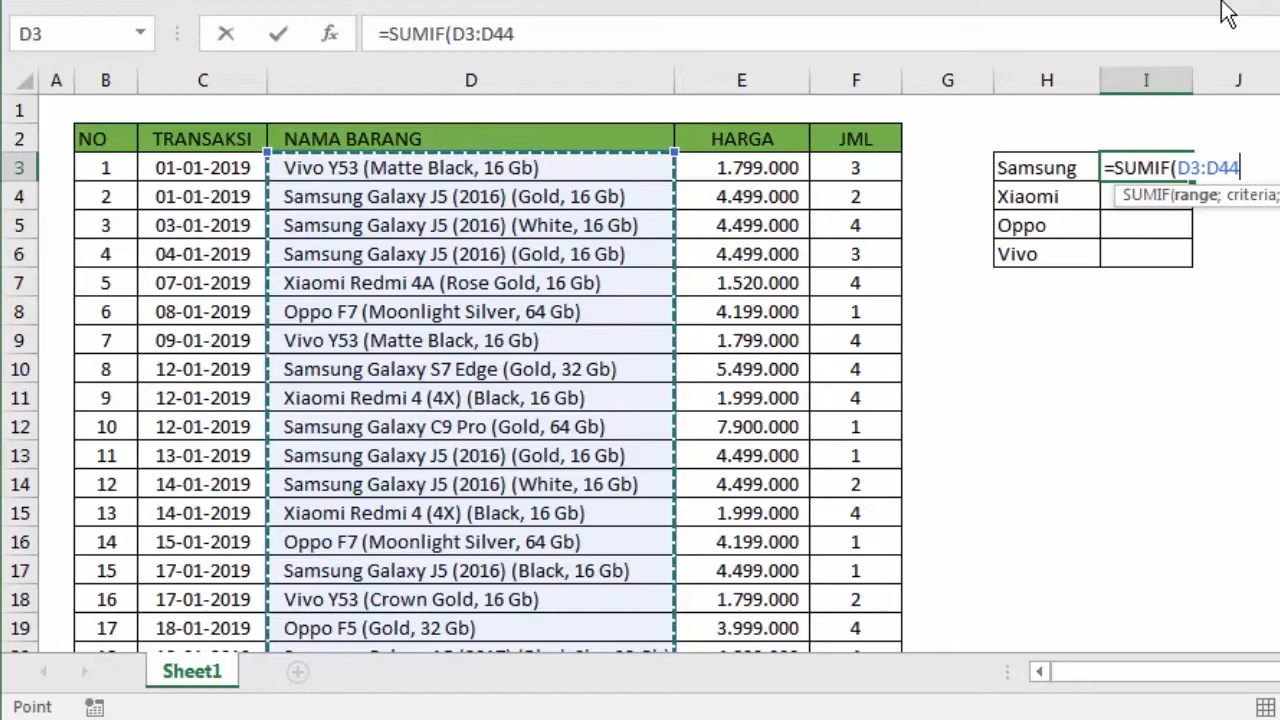 D3 =SUMIF(D3:D44
A B C D E F G H I J
1
2 NO TRANSAKSI NAMA BARANG HARGA JML
3 1 01-01-2019 Vivo Y53 (Matte Black, 16 Gb) 1.799.000 3 Samsung =SUMIF(D3:D44
4 2 01-01-2019 Samsung Galaxy J5 (2016) (Gold, 16 Gb) 4.499.000 2 Xiaomi SUMIF(range; criteria;
5 3 03-01-2019 Samsung Galaxy J5 (2016) (White, 16 Gb) 4.499.000 4 Oppo
6 4 04-01-2019 Samsung Galaxy J5 (2016) (Gold, 16 Gb) 4.499.000 3 Vivo
7 5 07-01-2019 Xiaomi Redmi 4A (Rose Gold, 16 Gb) 1.520.000 4
8 6 08-01-2019 Oppo F7 (Moonlight Silver, 64 Gb) 4.199.000 1
9 7 09-01-2019 Vivo Y53 (Matte Black, 16 Gb) 1.799.000 4
10 8 12-01-2019 Samsung Galaxy S7 Edge (Gold, 32 Gb) 5.499.000 4
11 9 12-01-2019 Xiaomi Redmi 4 (4X) (Black, 16 Gb) 1.999.000 4
12 10 12-01-2019 Samsung Galaxy C9 Pro (Gold, 64 Gb) 7.900.000 1
13 11 13-01-2019 Samsung Galaxy J5 (2016) (Gold, 16 Gb) 4.499.000 1
14 12 14-01-2019 Samsung Galaxy J5 (2016) (White, 16 Gb) 4.499.000 2
15 13 14-01-2019 Xiaomi Redmi 4 (4X) (Black, 16 Gb) 1.999.000 4
16 14 15-01-2019 Oppo F7 (Moonlight Silver, 64 Gb) 4.199.000 1
17 15 17-01-2019 Samsung Galaxy J5 (2016) (Black, 16 Gb) 4.499.000 1
18 16 17-01-2019 Vivo Y53 (Crown Gold, 16 Gb) 1.799.000 2
19 17 18-01-2019 Oppo F5 (Gold, 32 Gb) 3.999.000 4
Sheet1
Point